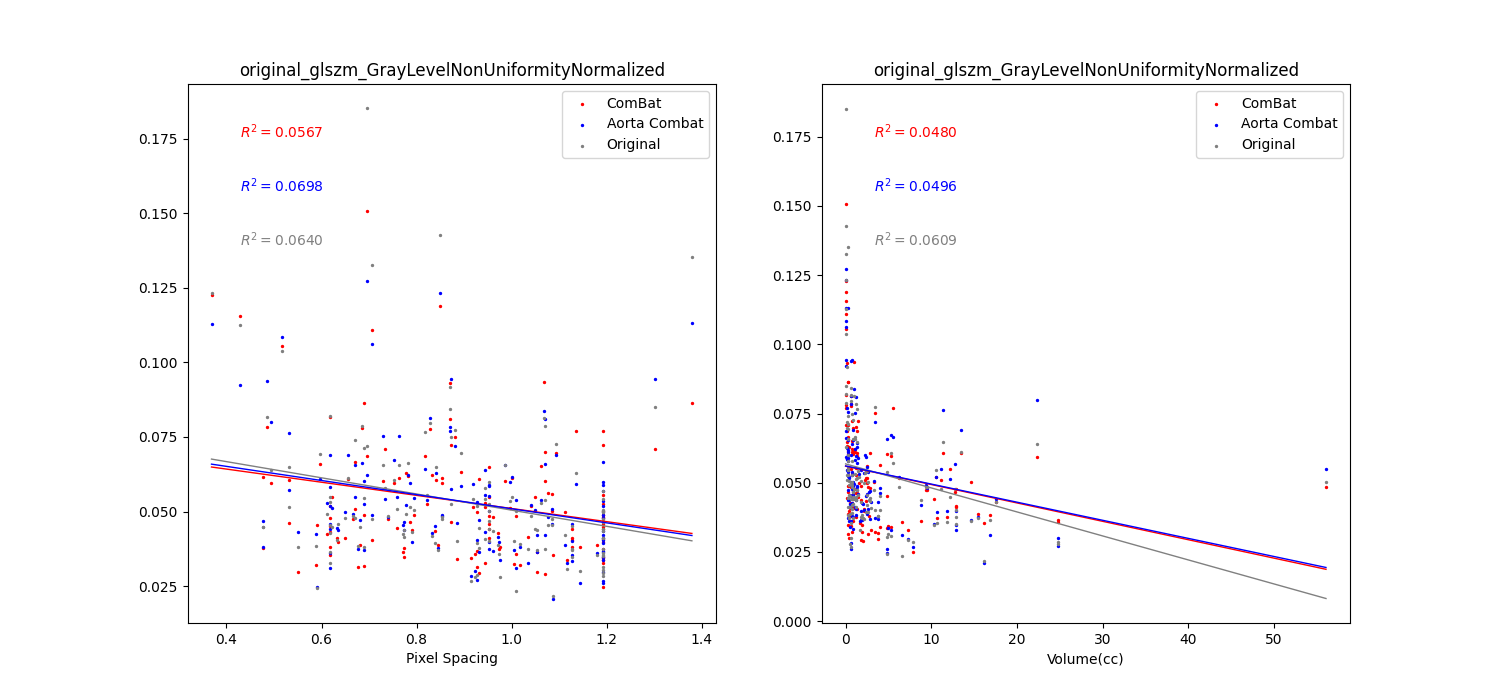 original_glszm_GrayLevelNonUniformityNormalized
ComBat
Aorta Combat
Original
R² = 0.0567
R² = 0.0698
R² = 0.0640
0.175
0.150
0.125
0.100
0.075
0.050
0.025
0.4 0.6 0.8 1.0 1.2 1.4
Pixel Spacing
original_glszm_GrayLevelNonUniformityNormalized
ComBat
Aorta Combat
Original
R² = 0.0480
R² = 0.0496
R² = 0.0609
0.175
0.150
0.125
0.100
0.075
0.050
0.025
0.000
0 10 20 30 40 50
Volume(cc)